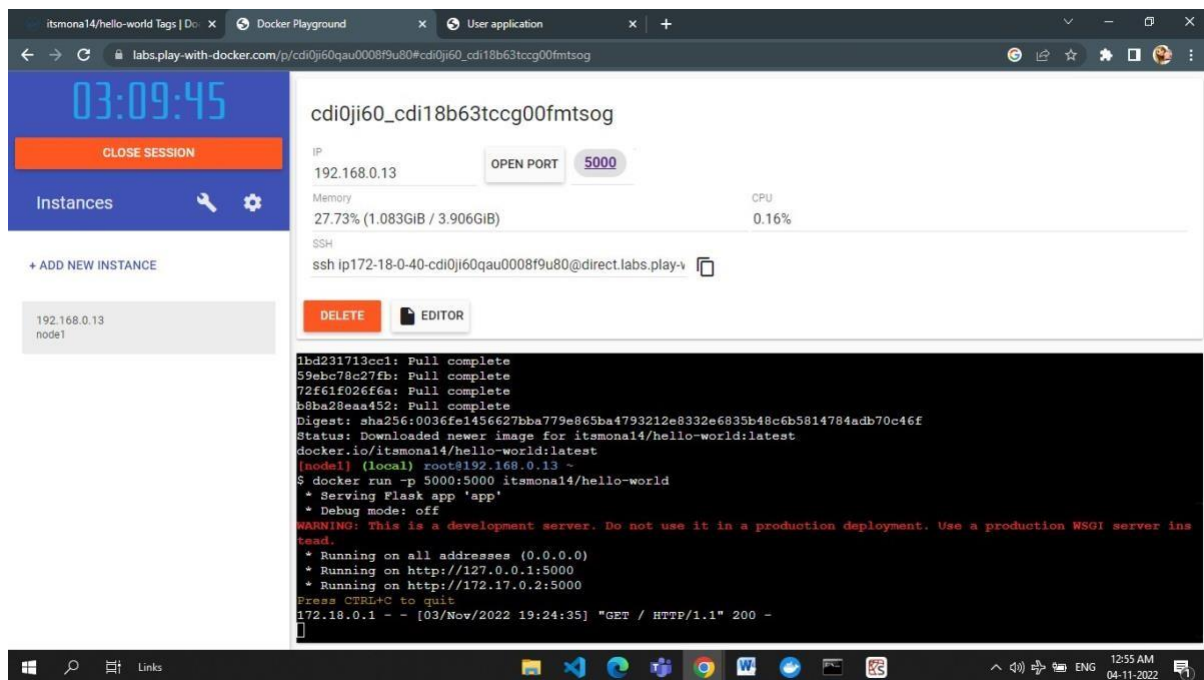 itsmona14/hello-world Tags | Do
Docker Playground
User application
labs.play-with-docker.com/p/cdi0ji60qau0008f9u80#cdi0ji60_cdi18b63tccg00fmtsog
03:09:45
CLOSE SESSION
Instances
+ ADD NEW INSTANCE
192.168.0.13
node1
cdi0ji60_cdi18b63tccg00fmtsog
IP
192.168.0.13
OPEN PORT
5000
Memory
27.73% (1.083GiB / 3.906GiB)
CPU
0.16%
SSH
ssh ip172-18-0-40-cdi0ji60qau0008f9u80@direct.labs.play-
DELETE
EDITOR
1bd231713cc1: Pull complete
59ebc78c27fb: Pull complete
72f61f026f6a: Pull complete
b8ba28eaa452: Pull complete
Digest: sha256:0036fe1456627bba779e865ba4793212e8332e6835b48c6b5814784adb70c46f
Status: Downloaded newer image for itsmona14/hello-world:latest
docker.io/itsmona14/hello-world:latest
[node1] (local) root@192.168.0.13 ~
$ docker run -p 5000:5000 itsmona14/hello-world
* Serving Flask app 'app'
* Debug mode: off
WARNING: This is a development server. Do not use it in a production deployment. Use a production WSGI server ins
tead.
* Running on all addresses (0.0.0.0)
* Running on http://127.0.0.1:5000
* Running on http://172.17.0.2:5000
Press CTRL+C to quit
172.18.0.1 - - [03/Nov/2022 19:24:35] "GET / HTTP/1.1" 200 -
Links
ENG
12:55 AM
04-11-2022